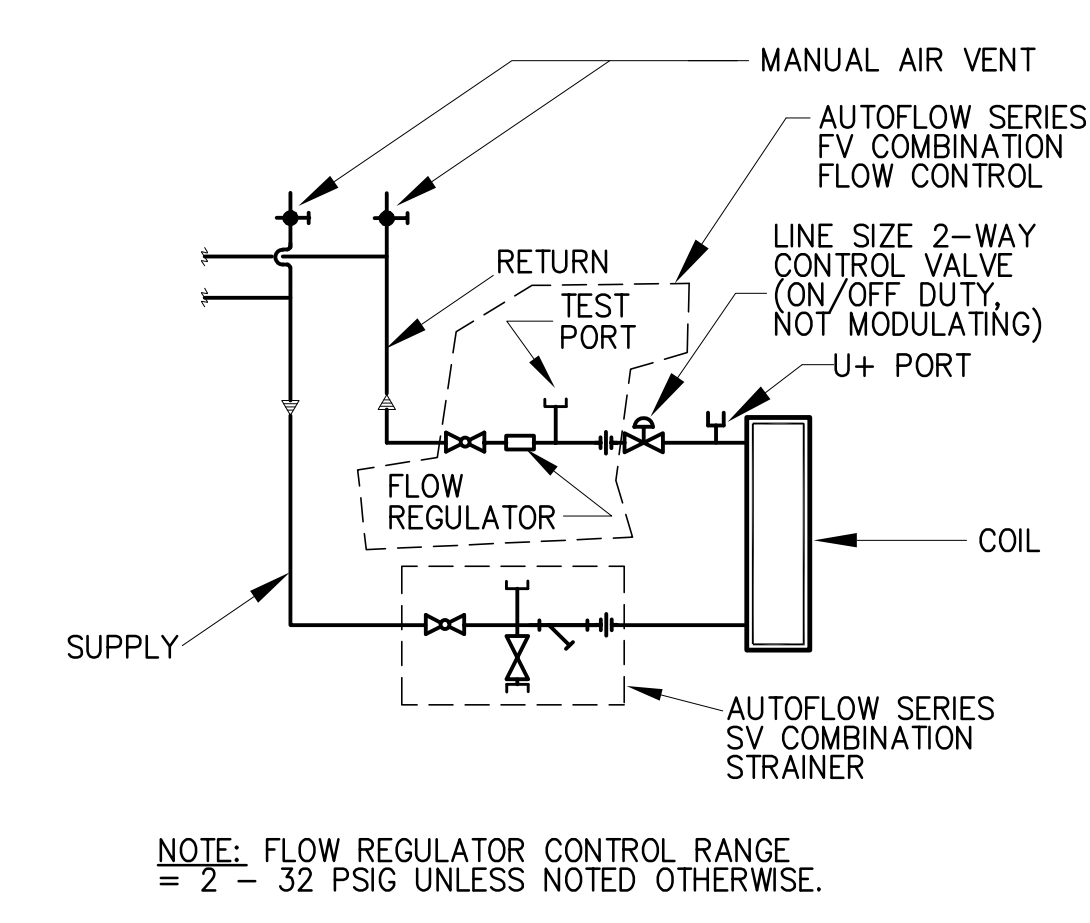 MANUAL AIR VENT
AUTOFLOW SERIES
FV COMBINATION
FLOW CONTROL
LINE SIZE 2-WAY
CONTROL VALVE
(ON/OFF DUTY,
NOT MODULATING)
RETURN
TEST
PORT
U+ PORT
FLOW
REGULATOR
COIL
SUPPLY
AUTOFLOW SERIES
SV COMBINATION
STRAINER
NOTE: FLOW REGULATOR CONTROL RANGE
= 2 - 32 PSIG UNLESS NOTED OTHERWISE.